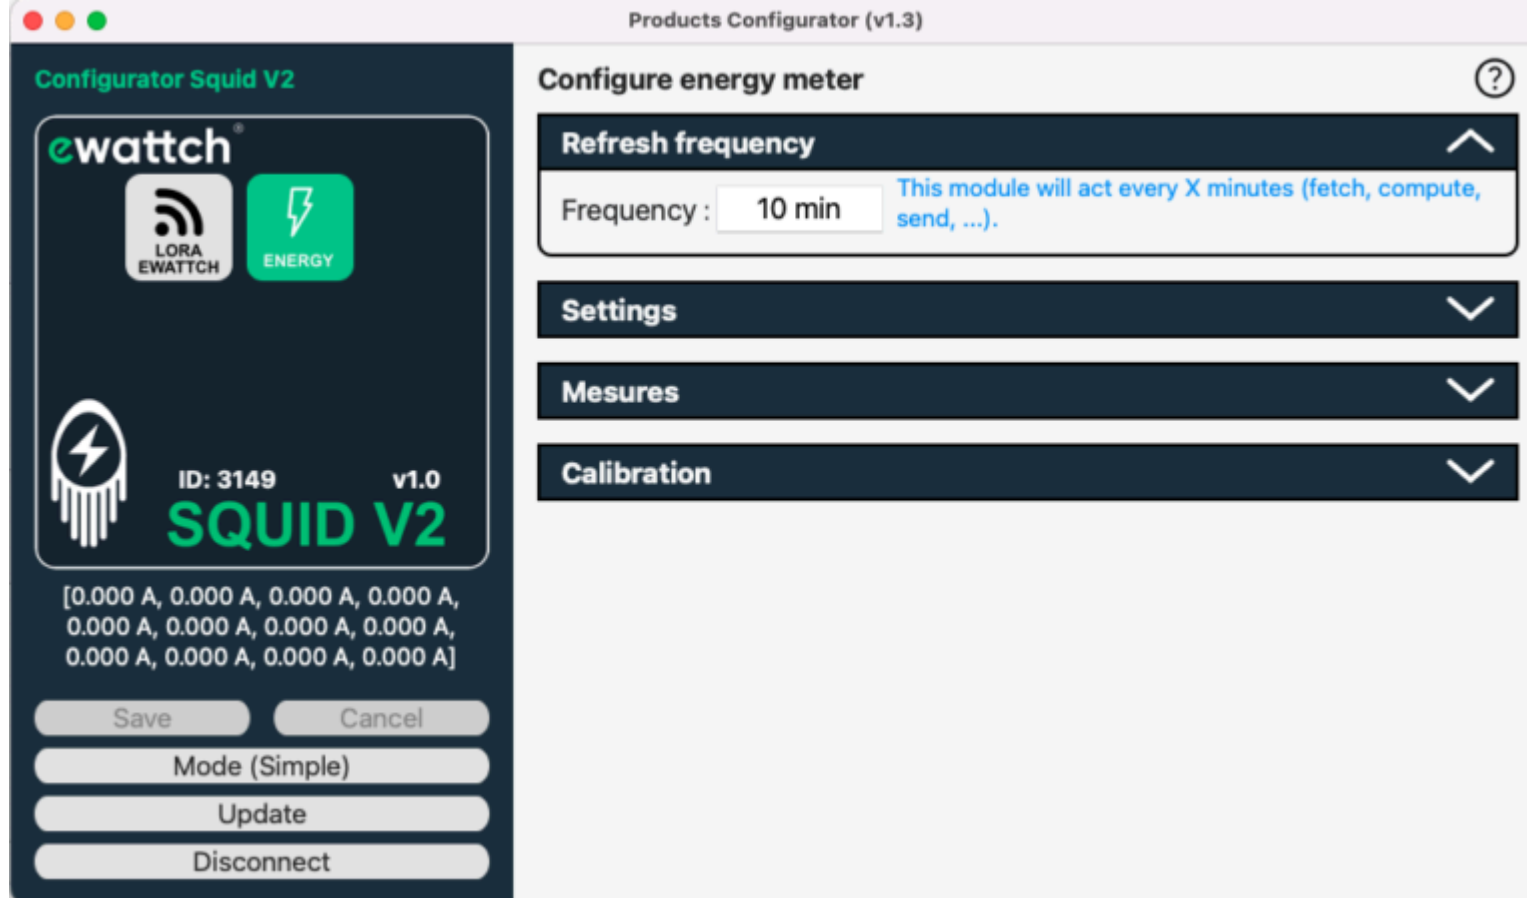 Products Configurator (v1.3)
Configurator Squid V2
ewattch®
LORA
EWATTCH
ENERGY
ID: 3149 v1.0
SQUID V2
[0.000 A, 0.000 A, 0.000 A, 0.000 A,
0.000 A, 0.000 A, 0.000 A, 0.000 A,
0.000 A, 0.000 A, 0.000 A, 0.000 A]
Save Cancel
Mode (Simple)
Update
Disconnect
Configure energy meter ?
Refresh frequency
Frequency : 10 min
This module will act every X minutes (fetch, compute,
send, ...).
Settings
Mesures
Calibration